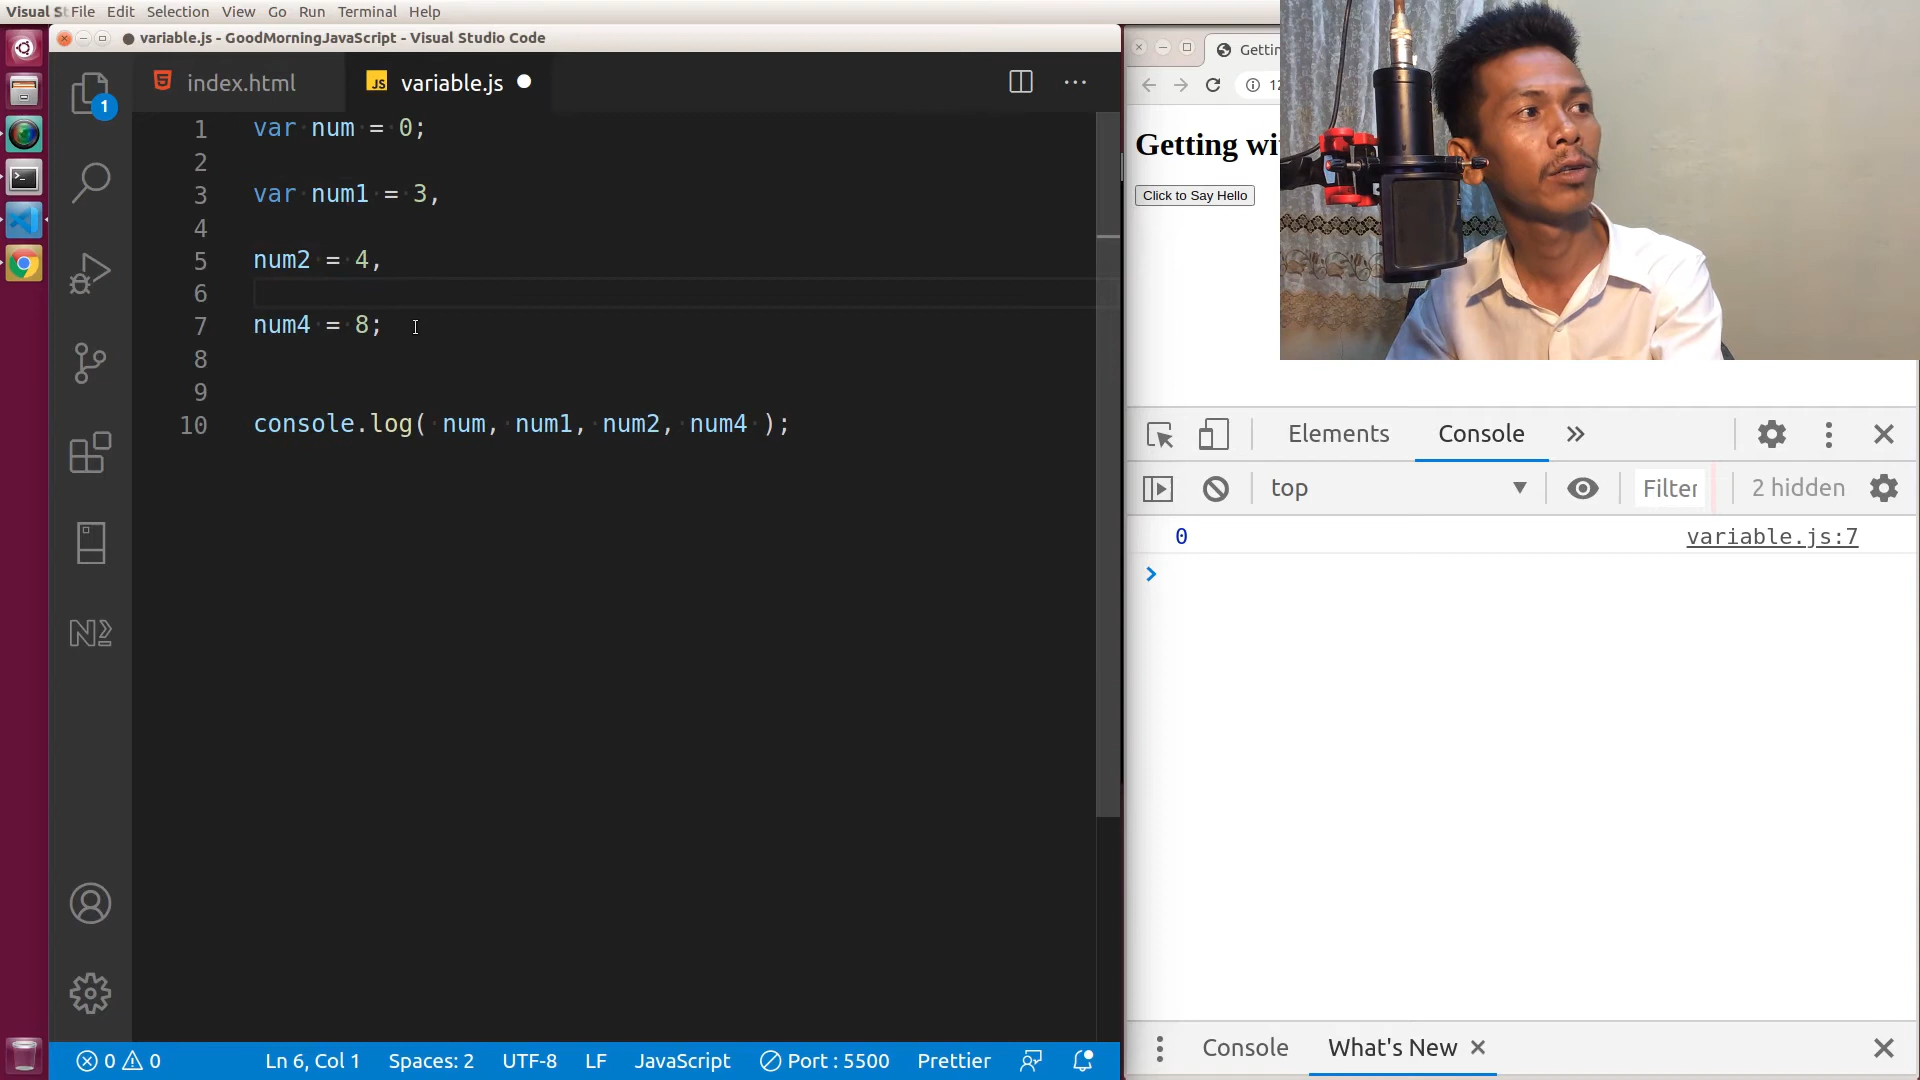 Visual St File Edit Selection View Go Run Terminal Help
variable.js - GoodMorningJavaScript - Visual Studio Code
index.html
variable.js
1 var num = 0;
2
3 var num1 = 3,
4
5 num2 = 4,
6
7 num4 = 8;
8
9
10 console.log( num, num1, num2, num4 );
1
Ln 6, Col 1 Spaces: 2 UTF-8 LF JavaScript Port : 5500 Prettier
0 0
Getti
12
Getting wi
Click to Say Hello
Elements Console
top Filter 2 hidden
0 variable.js:7
Console What's New